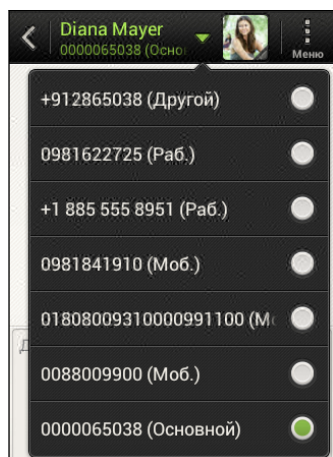 Diana Mayer
0000065038 (Осно
Меню
+912865038 (Другой)
0981622725 (Раб.)
+1 885 555 8951 (Раб.)
0981841910 (Моб.)
01808009310000991100 (Мо
0088009900 (Моб.)
0000065038 (Основной)